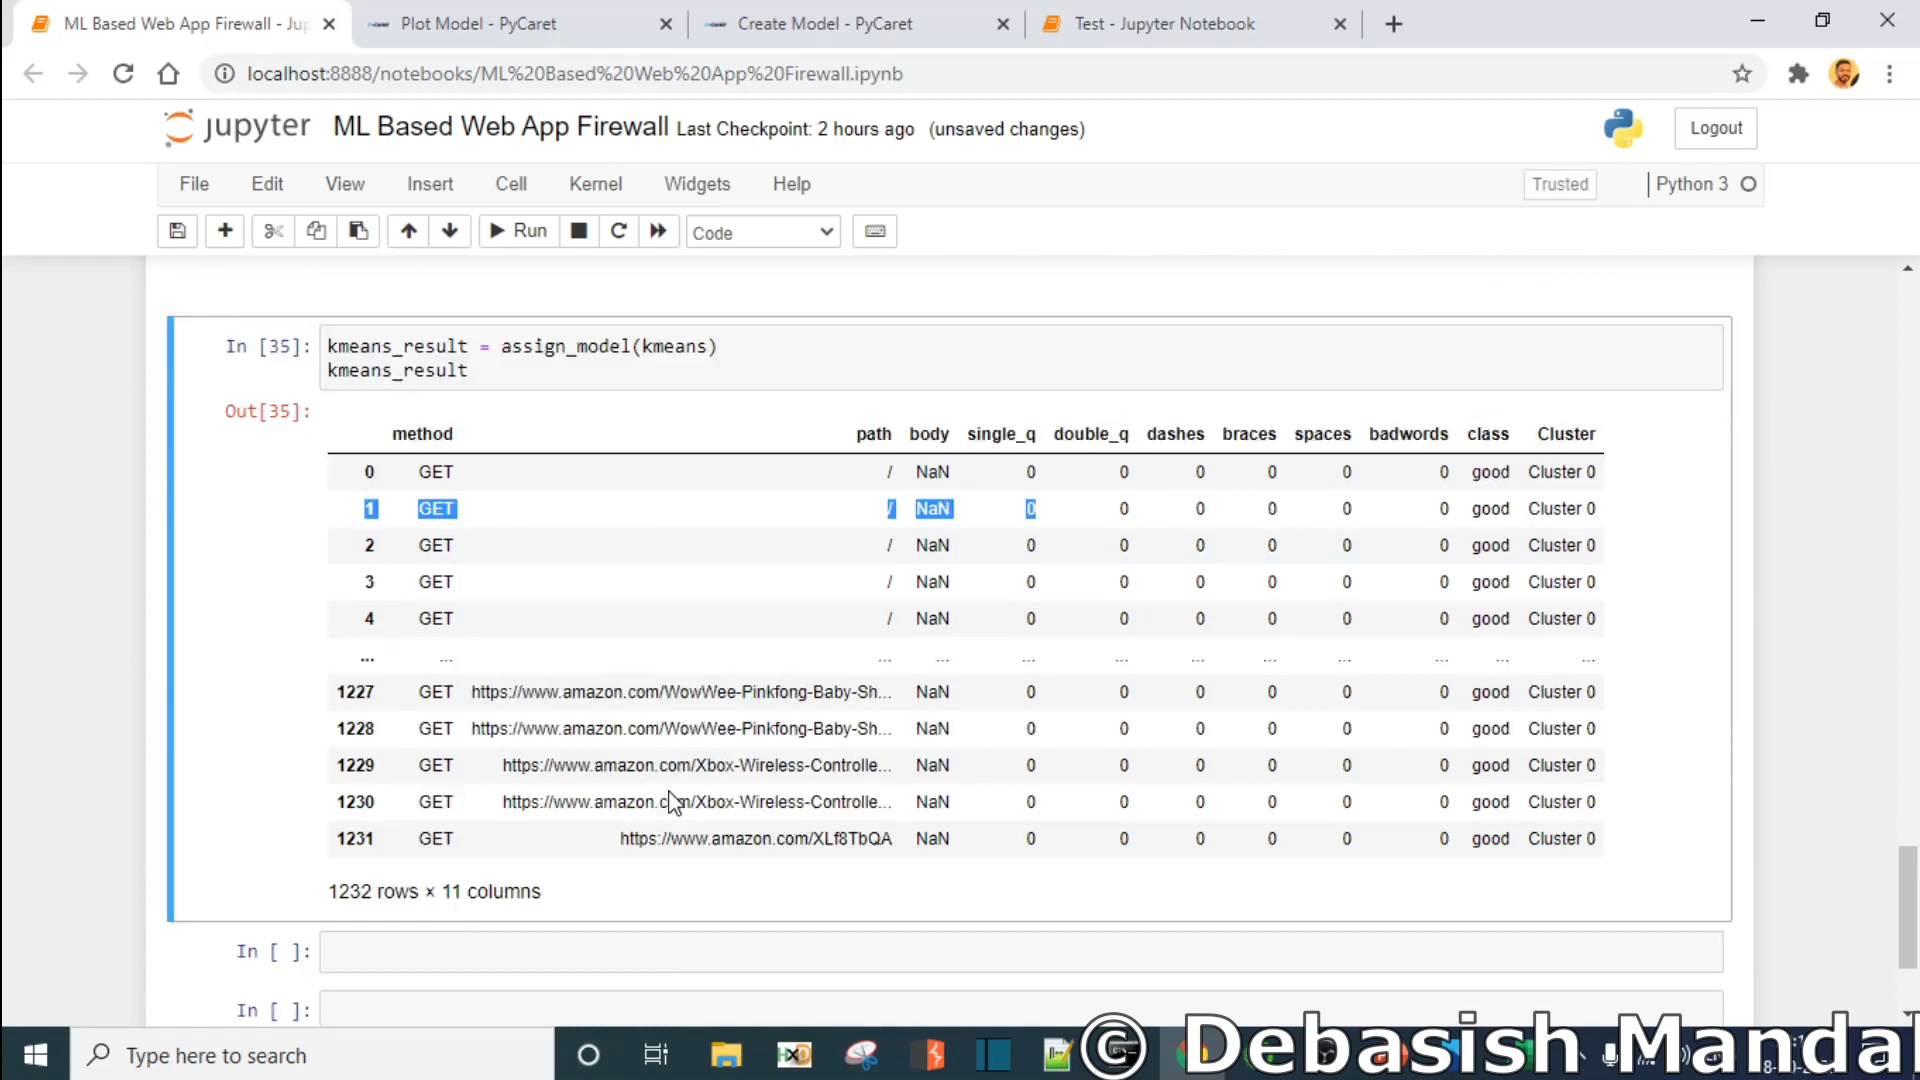 ML Based Web App Firewall - Jup
Plot Model - PyCaret
Create Model - PyCaret
Test - Jupyter Notebook
localhost:8888/notebooks/ML%20Based%20Web%20App%20Firewall.ipynb
jupyter ML Based Web App Firewall Last Checkpoint: 2 hours ago (unsaved changes)
Logout
File Edit View Insert Cell Kernel Widgets Help
Trusted
Python 3
Run
Code
In [35]: kmeans_result = assign_model(kmeans)
kmeans_result
Out[35]:
method path body single_q double_q dashes braces spaces badwords class Cluster
0 GET / NaN 0 0 0 0 0 0 good Cluster 0
1 GET / NaN 0 0 0 0 0 0 good Cluster 0
2 GET / NaN 0 0 0 0 0 0 good Cluster 0
3 GET / NaN 0 0 0 0 0 0 good Cluster 0
4 GET / NaN 0 0 0 0 0 0 good Cluster 0
... ... ... ... ... ... ... ... ... ... ... ...
1227 GET https://www.amazon.com/WowWee-Pinkfong-Baby-Sh... NaN 0 0 0 0 0 0 good Cluster 0
1228 GET https://www.amazon.com/WowWee-Pinkfong-Baby-Sh... NaN 0 0 0 0 0 0 good Cluster 0
1229 GET https://www.amazon.com/Xbox-Wireless-Controlle... NaN 0 0 0 0 0 0 good Cluster 0
1230 GET https://www.amazon.com/Xbox-Wireless-Controlle... NaN 0 0 0 0 0 0 good Cluster 0
1231 GET https://www.amazon.com/XLf8TbQA NaN 0 0 0 0 0 0 good Cluster 0
1232 rows × 11 columns
In [ ]:
In [ ]:
Type here to search
© Debasish Mandal